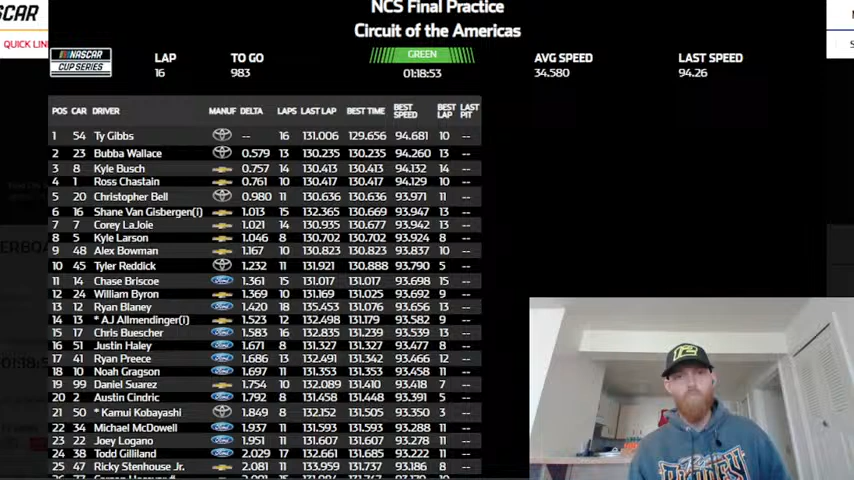 NCS Final Practice
Circuit of the Americas
QUICK LIN
NASCAR CUP SERIES
LAP TO GO GREEN AVG SPEED LAST SPEED
16 983 01:18:53 34.580 94.26
POS CAR DRIVER MANUF DELTA LAPS LAST LAP BEST TIME BEST SPEED BEST LAP LAST PIT
1 54 Ty Gibbs -- 16 131.006 129.656 94.681 10 --
2 23 Bubba Wallace 0.579 13 130.235 130.235 94.260 13 --
3 8 Kyle Busch 0.757 14 130.413 130.413 94.132 14 --
4 1 Ross Chastain 0.761 10 130.417 130.417 94.129 10 --
5 20 Christopher Bell 0.980 11 130.636 130.636 93.971 11 --
6 16 Shane Van Gisbergen(i) 1.013 15 132.365 130.669 93.947 13 --
7 7 Corey LaJoie 1.021 14 130.935 130.677 93.942 13 --
8 5 Kyle Larson 1.046 8 130.702 130.702 93.924 8 --
9 48 Alex Bowman 1.167 10 130.823 130.823 93.837 10 --
10 45 Tyler Reddick 1.232 11 131.921 130.888 93.790 5 --
11 14 Chase Briscoe 1.361 15 131.017 131.017 93.698 15 --
12 24 William Byron 1.369 10 131.169 131.025 93.692 9 --
13 12 Ryan Blaney 1.420 18 135.453 131.076 93.656 13 --
14 13 * AJ Allmendinger(i) 1.523 12 132.498 131.179 93.582 9 --
15 17 Chris Buescher 1.583 16 132.835 131.239 93.539 13 --
16 51 Justin Haley 1.671 8 131.327 131.327 93.477 8 --
17 41 Ryan Preece 1.686 13 132.491 131.342 93.466 12 --
18 10 Noah Gragson 1.697 11 131.353 131.353 93.458 11 --
19 99 Daniel Suarez 1.754 10 132.089 131.410 93.418 7 --
20 2 Austin Cindric 1.792 8 131.458 131.448 93.391 5 --
21 50 * Kamui Kobayashi 1.849 8 132.152 131.505 93.350 3 --
22 34 Michael McDowell 1.937 11 131.593 131.593 93.288 11 --
23 22 Joey Logano 1.951 11 131.607 131.607 93.278 11 --
24 38 Todd Gilliland 2.029 17 132.661 131.685 93.222 11 --
25 47 Ricky Stenhouse Jr. 2.081 11 133.959 131.737 93.186 8 --